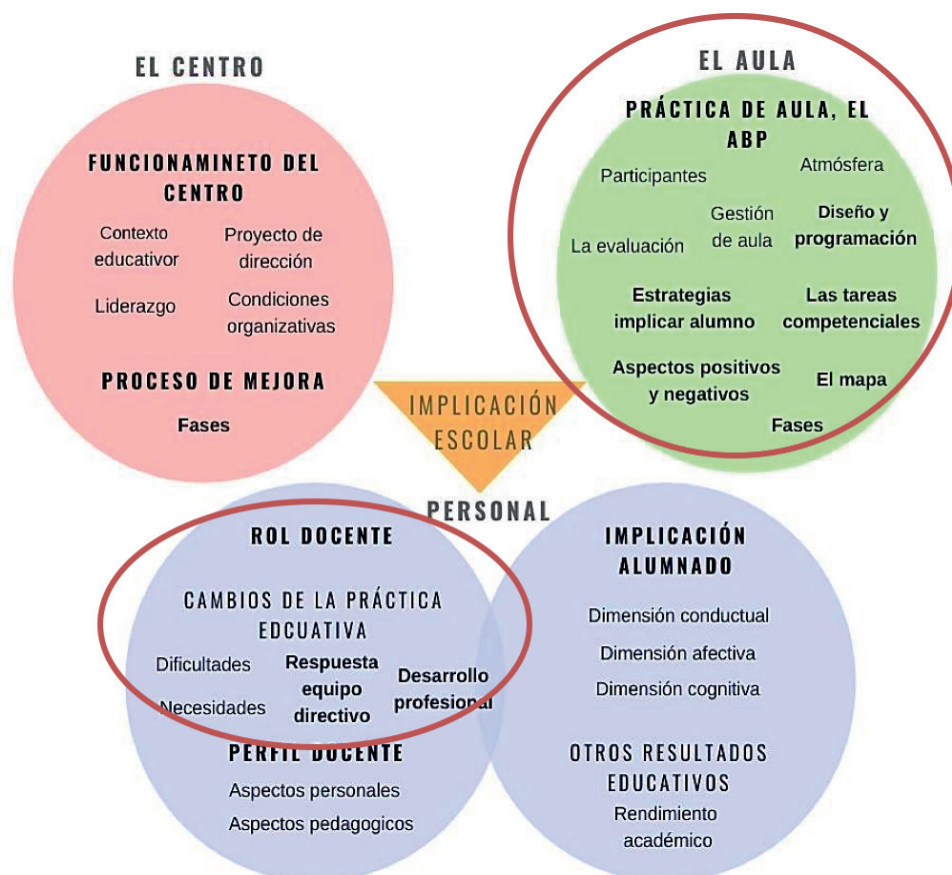 EL CENTRO
FUNCIONAMINETO DEL
CENTRO
Contexto
educativor
Proyecto de
dirección
Liderazgo
Condiciones
organizativas
PROCESO DE MEJORA
Fases
EL AULA
PRÁCTICA DE AULA, EL
ABP
Participantes
Atmósfera
La evaluación
Gestión
de aula
Diseño y
programación
Estrategias
implicar alumno
Las tareas
competenciales
Aspectos positivos
y negativos
El mapa
Fases
IMPLICACIÓN
ESCOLAR
PERSONAL
ROL DOCENTE
CAMBIOS DE LA PRÁCTICA
EDCUATIVA
Dificultades
Necesidades
Respuesta
equipo
directivo
Desarrollo
profesional
PERFIL DOCENTE
Aspectos personales
Aspectos pedagogicos
IMPLICACIÓN
ALUMNADO
Dimensión conductual
Dimensión afectiva
Dimensión cognitiva
OTROS RESULTADOS
EDUCATIVOS
Rendimiento
académico